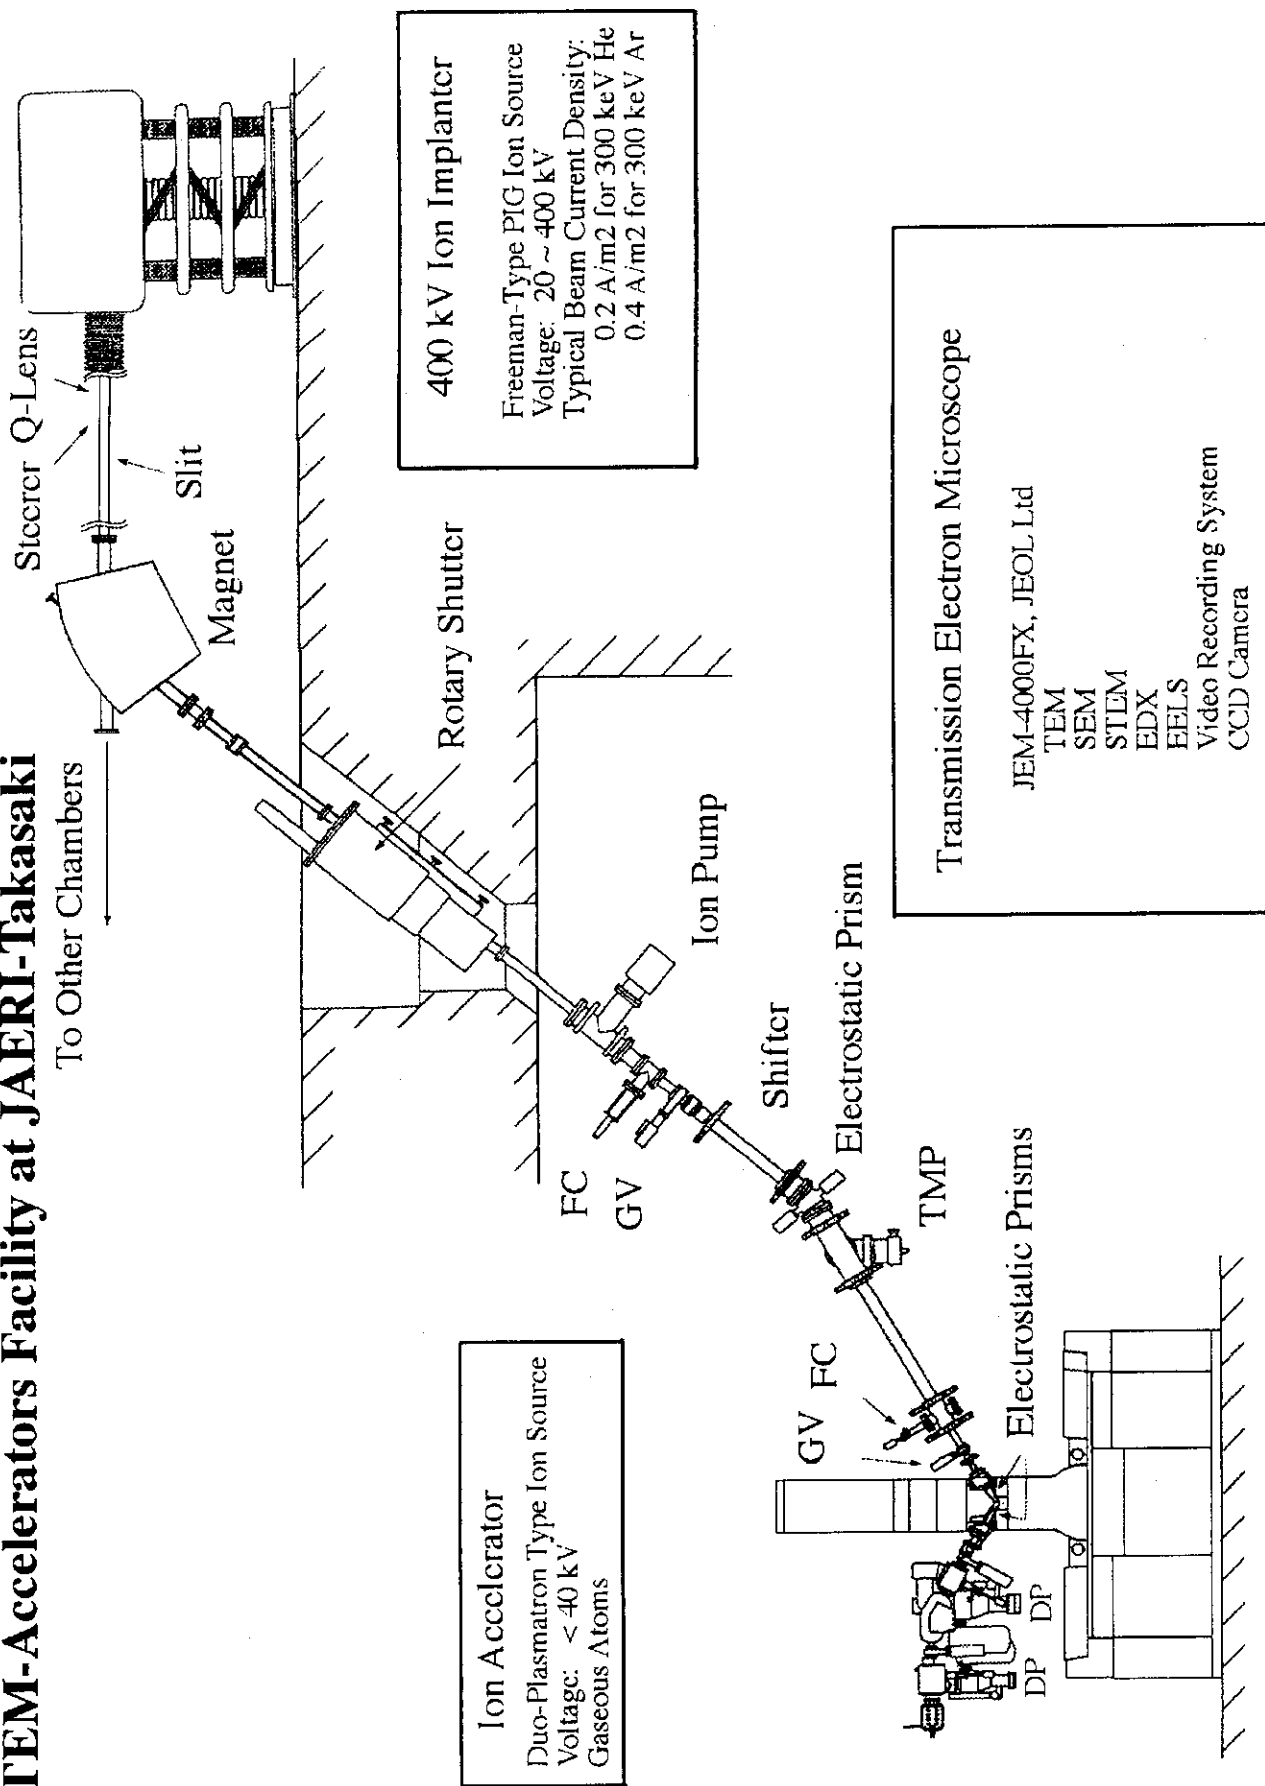 TEM-Accelerators Facility at JAERI-Takasaki
To Other Chambers
Steerer Q-Lens
Slit
Magnet
Rotary Shutter
400 kV Ion Implanter
Freeman-Type PIG Ion Source
Voltage: 20 ~ 400 kV
Typical Beam Current Density:
0.2 A/m2 for 300 keV He
0.4 A/m2 for 300 keV Ar
FC
GV
Ion Pump
Shifter
Electrostatic Prism
TMP
Ion Accelerator
Duo-Plasmatron Type Ion Source
Voltage: < 40 kV
Gaseous Atoms
GV FC
Electrostatic Prisms
DP
DP
Transmission Electron Microscope
JEM-4000FX, JEOL Ltd
TEM
SEM
STEM
EDX
EELS
Video Recording System
CCD Camera